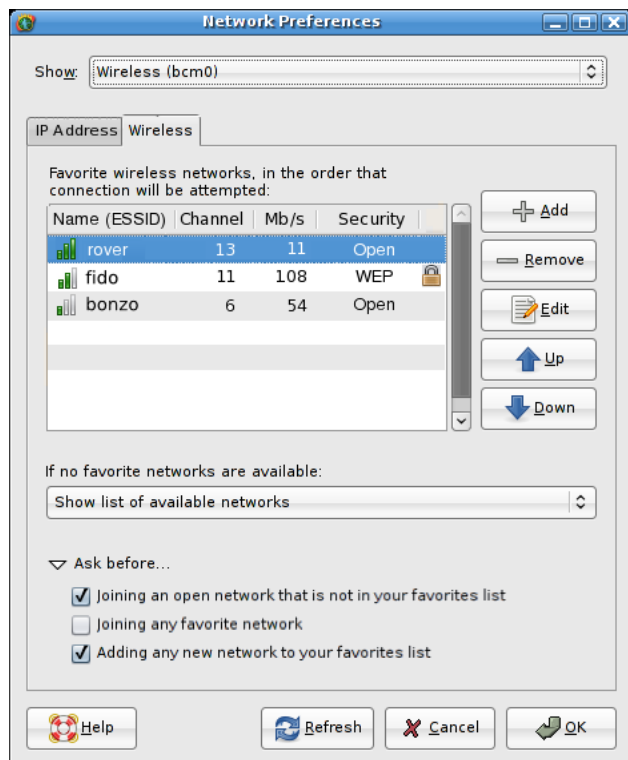 Network Preferences
Show: Wireless (bcm0)
IP Address Wireless
Favorite wireless networks, in the order that
connection will be attempted:
Name (ESSID) Channel Mb/s Security
rover 13 11 Open
fido 11 108 WEP
bonzo 6 54 Open
Add
Remove
Edit
Up
Down
If no favorite networks are available:
Show list of available networks
Ask before...
Joining an open network that is not in your favorites list
Joining any favorite network
Adding any new network to your favorites list
Help Refresh Cancel OK